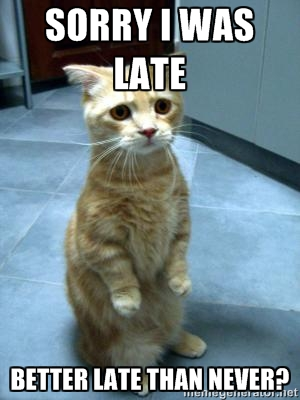 SORRY I WAS
LATE
BETTER LATE THAN NEVER?
memegenerator.net